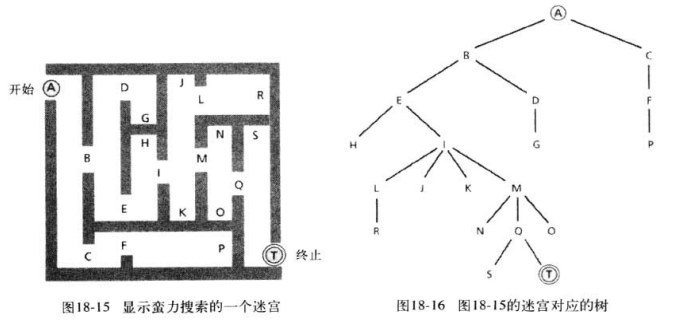 开始 A D J L R
G N S
H
B I M
Q
E K O
F P
C T 终止
图18-15 显示蛮力搜索的一个迷宫
A
B C
E D F
H I G P
L J K M
R N Q O
S T
图18-16 图18-15的迷宫对应的树